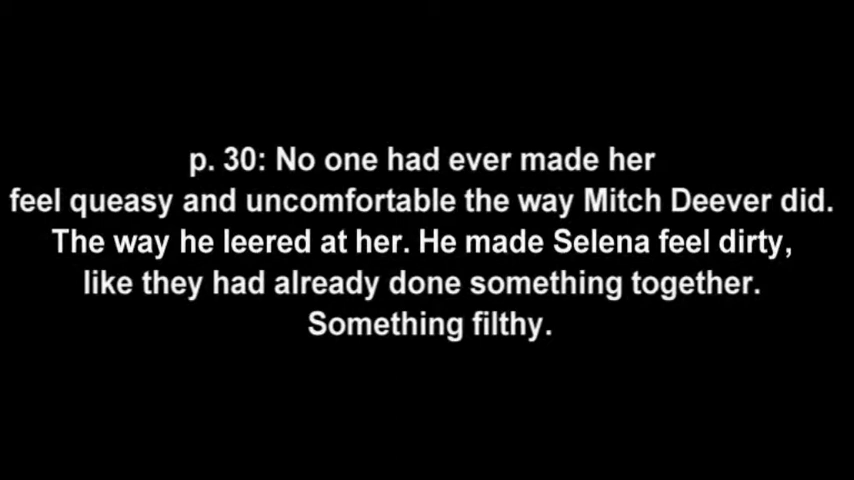 p. 30: No one had ever made her
feel queasy and uncomfortable the way Mitch Deever did.
The way he leered at her. He made Selena feel dirty,
like they had already done something together.
Something filthy.